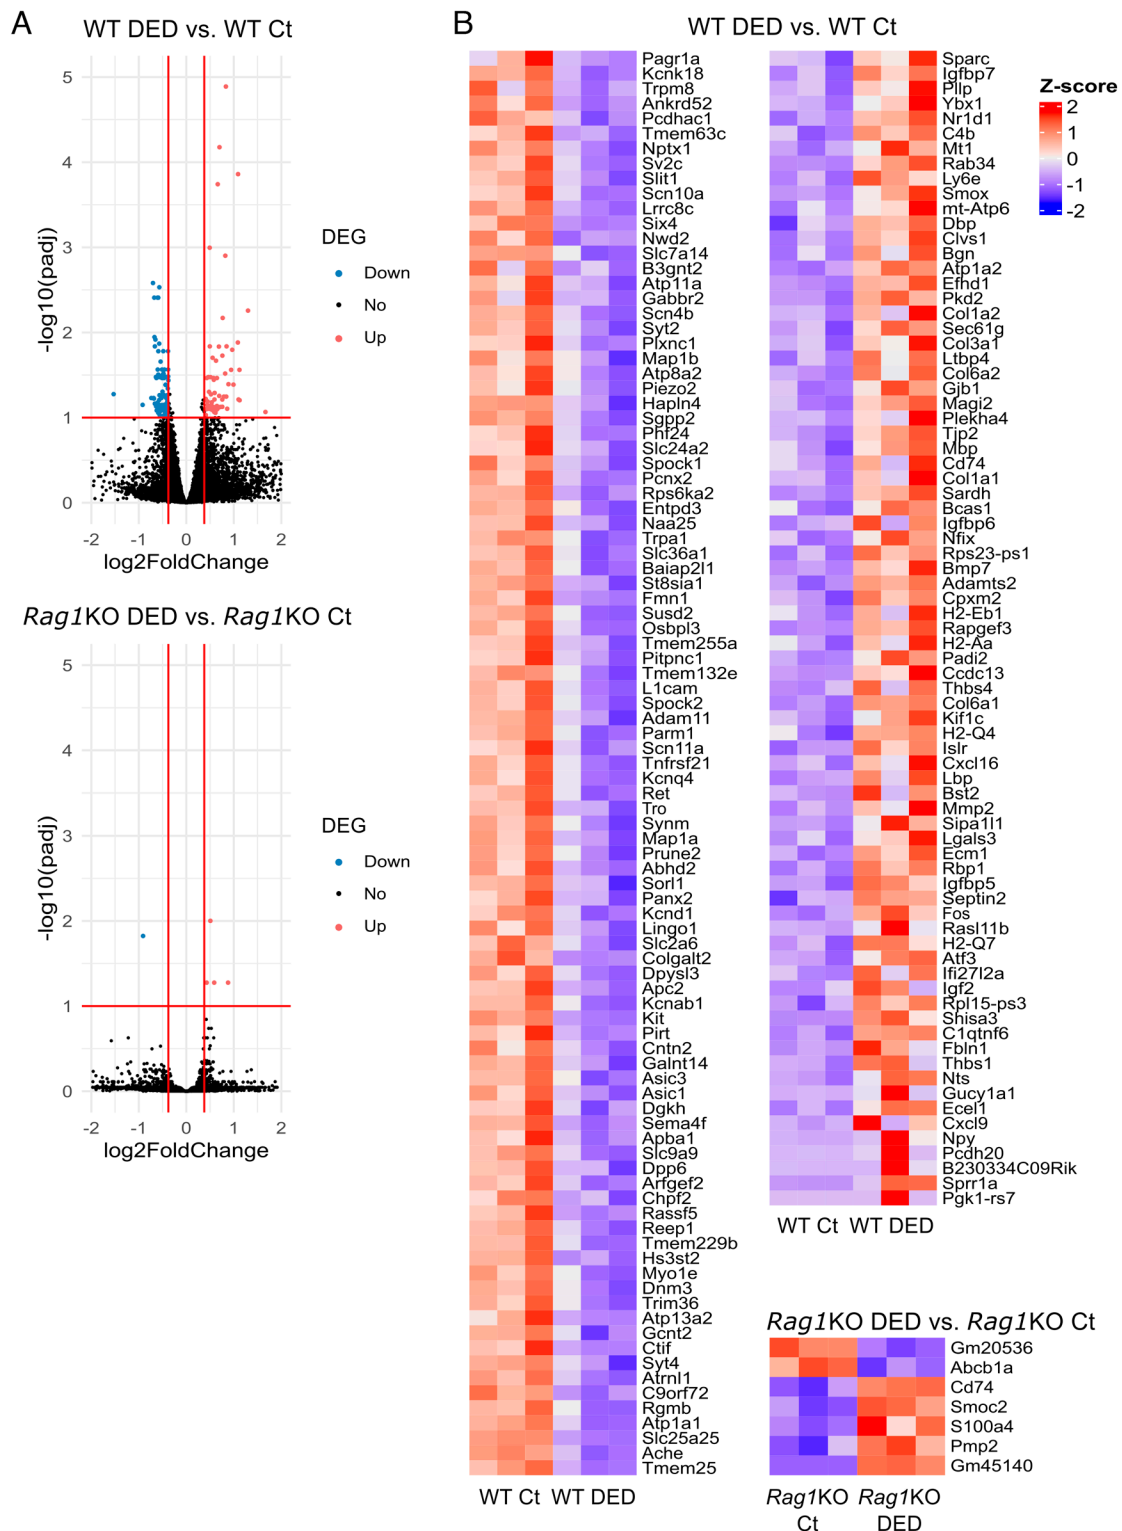 A
WT DED vs. WT Ct
5
4
3
2
1
0
-log10(padj)
-2 -1 0 1 2
log2FoldChange
DEG
Down
No
Up
Rag1KO DED vs. Rag1KO Ct
5
4
3
2
1
0
-log10(padj)
-2 -1 0 1 2
log2FoldChange
DEG
Down
No
Up
B
WT DED vs. WT Ct
Pagr1a
Kcnk18
Trpm8
Ankrd52
Pcdhac1
Tmem63c
Nptx1
Sv2c
Slit1
Scn10a
Lrrc8c
Six4
Nwd2
Slc7a14
B3gnt2
Atp11a
Gabbr2
Scn4b
Syt2
Plxnc1
Map1b
Atp8a2
Piezo2
Hapln4
Sgpp2
Phf24
Slc24a2
Spock1
Pcnx2
Rps6ka2
Entpd3
Naa25
Trpa1
Slc36a1
Baiap2l1
St8sia1
Fmn1
Susd2
Osbpl3
Tmem255a
Pitpnc1
Tmem132e
L1cam
Spock2
Adam11
Parm1
Scn11a
Tnfrsf21
Kcnq4
Ret
Tro
Synm
Map1a
Prune2
Abhd2
Sorl1
Panx2
Kcnd1
Lingo1
Slc2a6
Colgalt2
Dpysl3
Apc2
Kcnab1
Kit
Pirt
Cntn2
Galnt14
Asic3
Asic1
Dgkh
Sema4f
Apba1
Slc9a9
Dpp6
Arfgef2
Chpf2
Rassf5
Reep1
Tmem229b
Hs3st2
Myo1e
Dnm3
Trim36
Atp13a2
Gcnt2
Ctif
Syt4
Atrnl1
C9orf72
Rgmb
Atp1a1
Slc25a25
Ache
Tmem25
WT Ct WT DED
Sparc
Igfbp7
Pllp
Ybx1
Nr1d1
C4b
Mt1
Rab34
Ly6e
Smox
mt-Atp6
Dbp
Clvs1
Bgn
Atp1a2
Efhd1
Pkd2
Col1a2
Sec61g
Col3a1
Ltbp4
Col6a2
Gjb1
Magi2
Plekha4
Tjp2
Mbp
Cd74
Col1a1
Sardh
Bcas1
Igfbp6
Nfix
Rps23-ps1
Bmp7
Adamts2
Cpxm2
H2-Eb1
Rapgef3
H2-Aa
Padi2
Ccdc13
Thbs4
Col6a1
Kif1c
H2-Q4
Islr
Cxcl16
Lbp
Bst2
Mmp2
Sipa1l1
Lgals3
Ecm1
Rbp1
Igfbp5
Septin2
Fos
Rasl11b
H2-Q7
Atf3
Ifi27l2a
Igf2
Rpl15-ps3
Shisa3
C1qtnf6
Fbln1
Thbs1
Nts
Gucy1a1
Ecel1
Cxcl9
Npy
Pcdh20
B230334C09Rik
Sprr1a
Pgk1-rs7
WT Ct WT DED
Z-score
2
1
0
-1
-2
Rag1KO DED vs. Rag1KO Ct
Gm20536
Abcb1a
Cd74
Smoc2
S100a4
Pmp2
Gm45140
Rag1KO Rag1KO
Ct DED